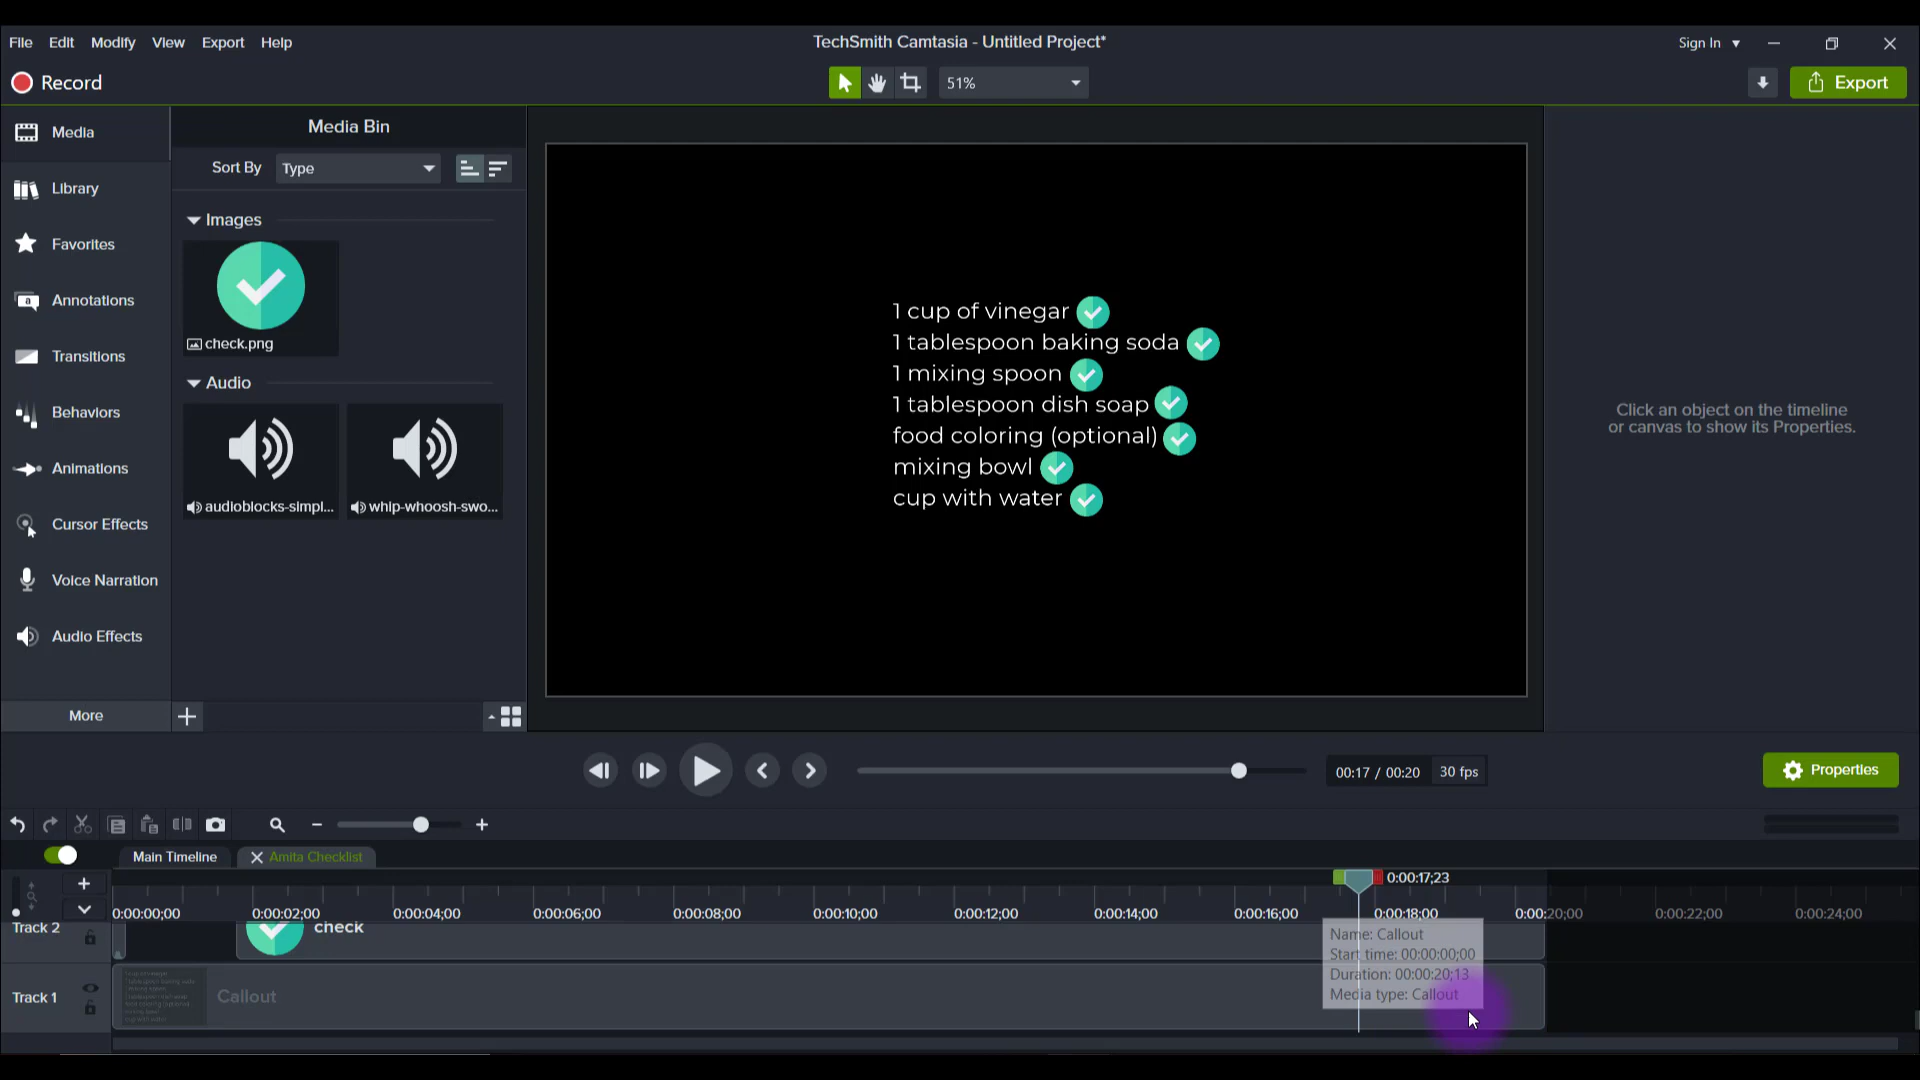 File Edit Modify View Export Help
TechSmith Camtasia - Untitled Project*
Sign In
Record
51%
Export
Media
Library
Favorites
Annotations
Transitions
Behaviors
Animations
Cursor Effects
Voice Narration
Audio Effects
More
Media Bin
Sort By Type
Images
check.png
Audio
audioblocks-simpl...
whip-whoosh-swo...
1 cup of vinegar
1 tablespoon baking soda
1 mixing spoon
1 tablespoon dish soap
food coloring (optional)
mixing bowl
cup with water
Click an object on the timeline
or canvas to show its Properties.
00:17 / 00:20 30 fps
Properties
Main Timeline
Amita Checklist
0:00:17;23
0:00:00;00 0:00:02;00 0:00:04;00 0:00:06;00 0:00:08;00 0:00:10;00 0:00:12;00 0:00:14;00 0:00:16;00 0:00:18;00 0:00:20;00 0:00:22;00 0:00:24;00
Track 2
check
Name: Callout
Start time: 00:00:00;00
Duration: 00:00:20;13
Media type: Callout
Track 1
Callout